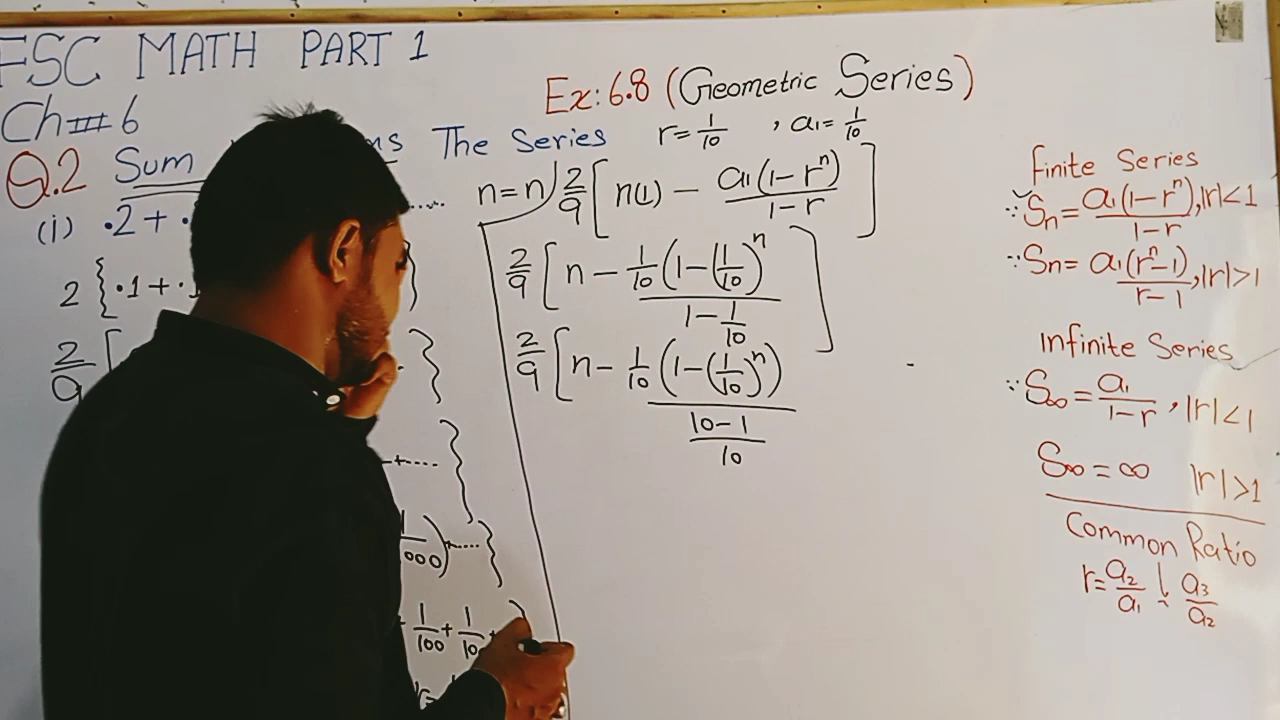 FSC MATH PART 1
Ch # 6
Ex: 6.8 (Geometric Series)
Q.2 Sum The Series r = 1/10 , a₁ = 1/10
(i) .2 + .
2 { .1 + .1 }
2/9 [ }
+ .... }
000) + .... }
+ 1/100 + 1/10
n = n) 2/9 [ n(1) − a₁(1 − rⁿ)/(1 − r) ]
2/9 [ n − 1/10 (1 − (1/10)ⁿ / (1 − 1/10) ]
2/9 [ n − 1/10 (1 − (1/10)ⁿ) / ((10 − 1)/10)
Finite Series
∵ Sn = a₁(1 − rⁿ)/(1 − r) , |r| < 1
∵ Sn = a₁(rⁿ − 1)/(r − 1) , |r| > 1
Infinite Series
∵ S∞ = a₁/(1 − r) , |r| < 1
S∞ = ∞ |r| > 1
Common Ratio
r = a₂/a₁ , a₃/a₂